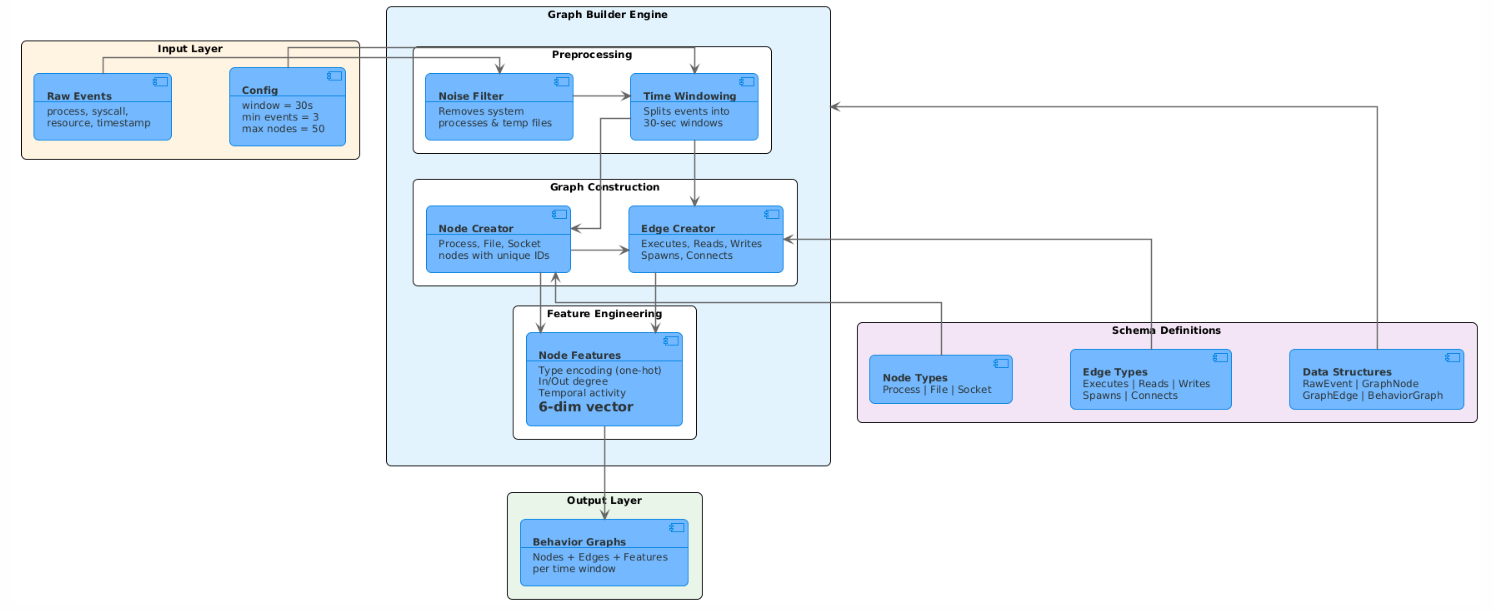 Graph Builder Engine
Input Layer
Raw Events
process, syscall,
resource, timestamp
Config
window = 30s
min events = 3
max nodes = 50
Preprocessing
Noise Filter
Removes system
processes & temp files
Time Windowing
Splits events into
30-sec windows
Graph Construction
Node Creator
Process, File, Socket
nodes with unique IDs
Edge Creator
Executes, Reads, Writes
Spawns, Connects
Feature Engineering
Node Features
Type encoding (one-hot)
In/Out degree
Temporal activity
6-dim vector
Schema Definitions
Node Types
Process | File | Socket
Edge Types
Executes | Reads | Writes
Spawns | Connects
Data Structures
RawEvent | GraphNode
GraphEdge | BehaviorGraph
Output Layer
Behavior Graphs
Nodes + Edges + Features
per time window